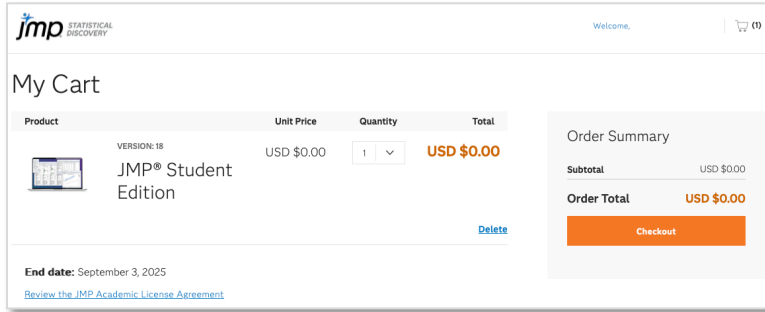 jmp STATISTICAL
DISCOVERY
Welcome,
(1)
My Cart
Product Unit Price Quantity Total
VERSION: 18
JMP® Student
Edition
USD $0.00
1
USD $0.00
Delete
End date: September 3, 2025
Review the JMP Academic License Agreement
Order Summary
Subtotal USD $0.00
Order Total USD $0.00
Checkout